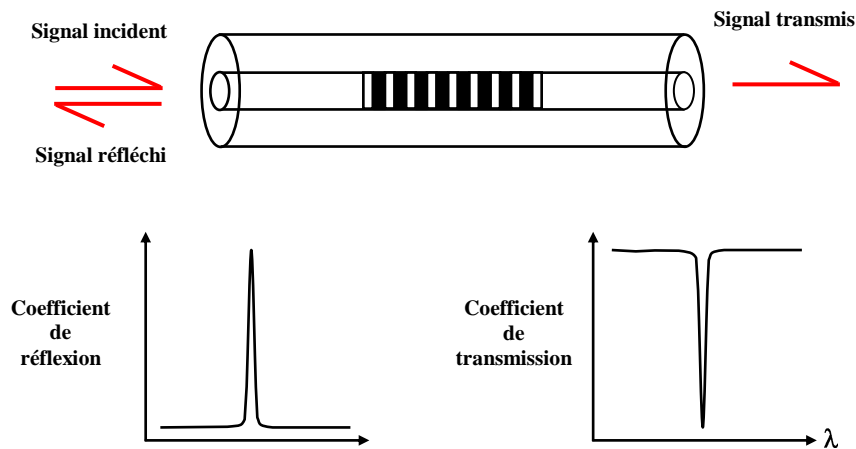 Signal incident
Signal transmis
Signal réfléchi
Coefficient
de
réflexion
Coefficient
de
transmission
λ